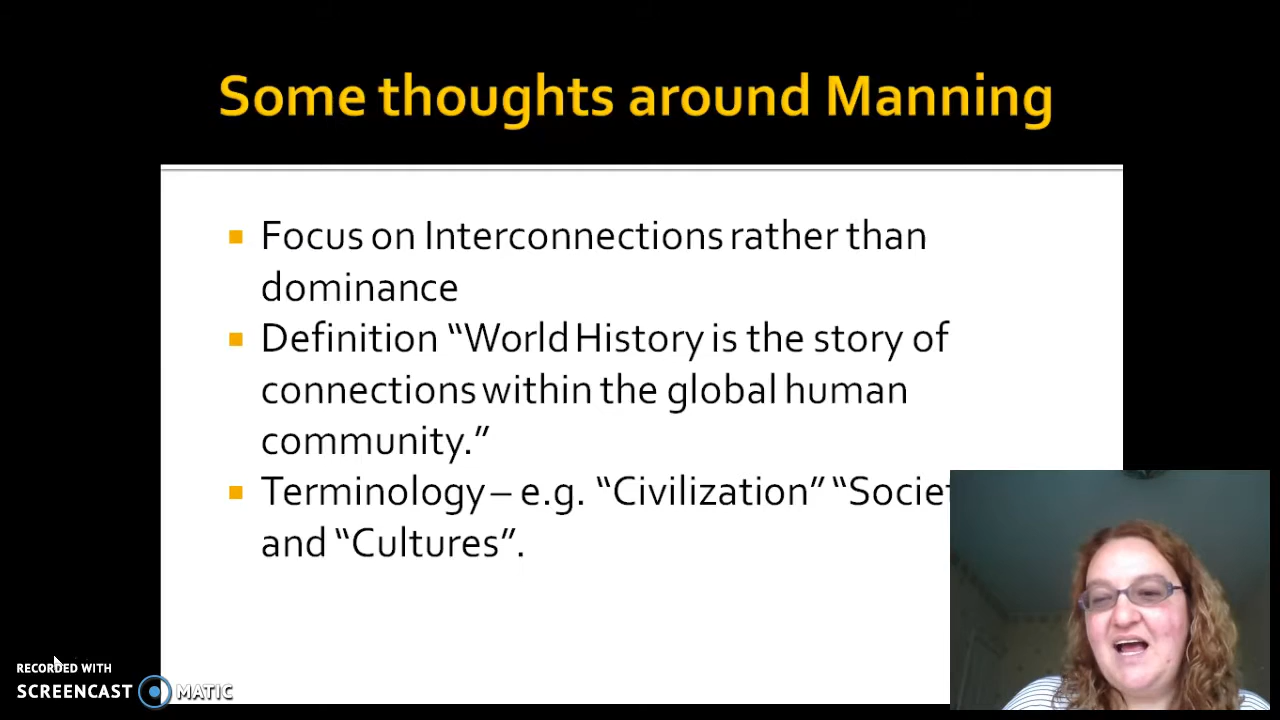 Some thoughts around Manning
Focus on Interconnections rather than
dominance
Definition “World History is the story of
connections within the global human
community.”
Terminology – e.g. “Civilization” “Societ
and “Cultures”.
RECORDED WITH
SCREENCAST MATIC